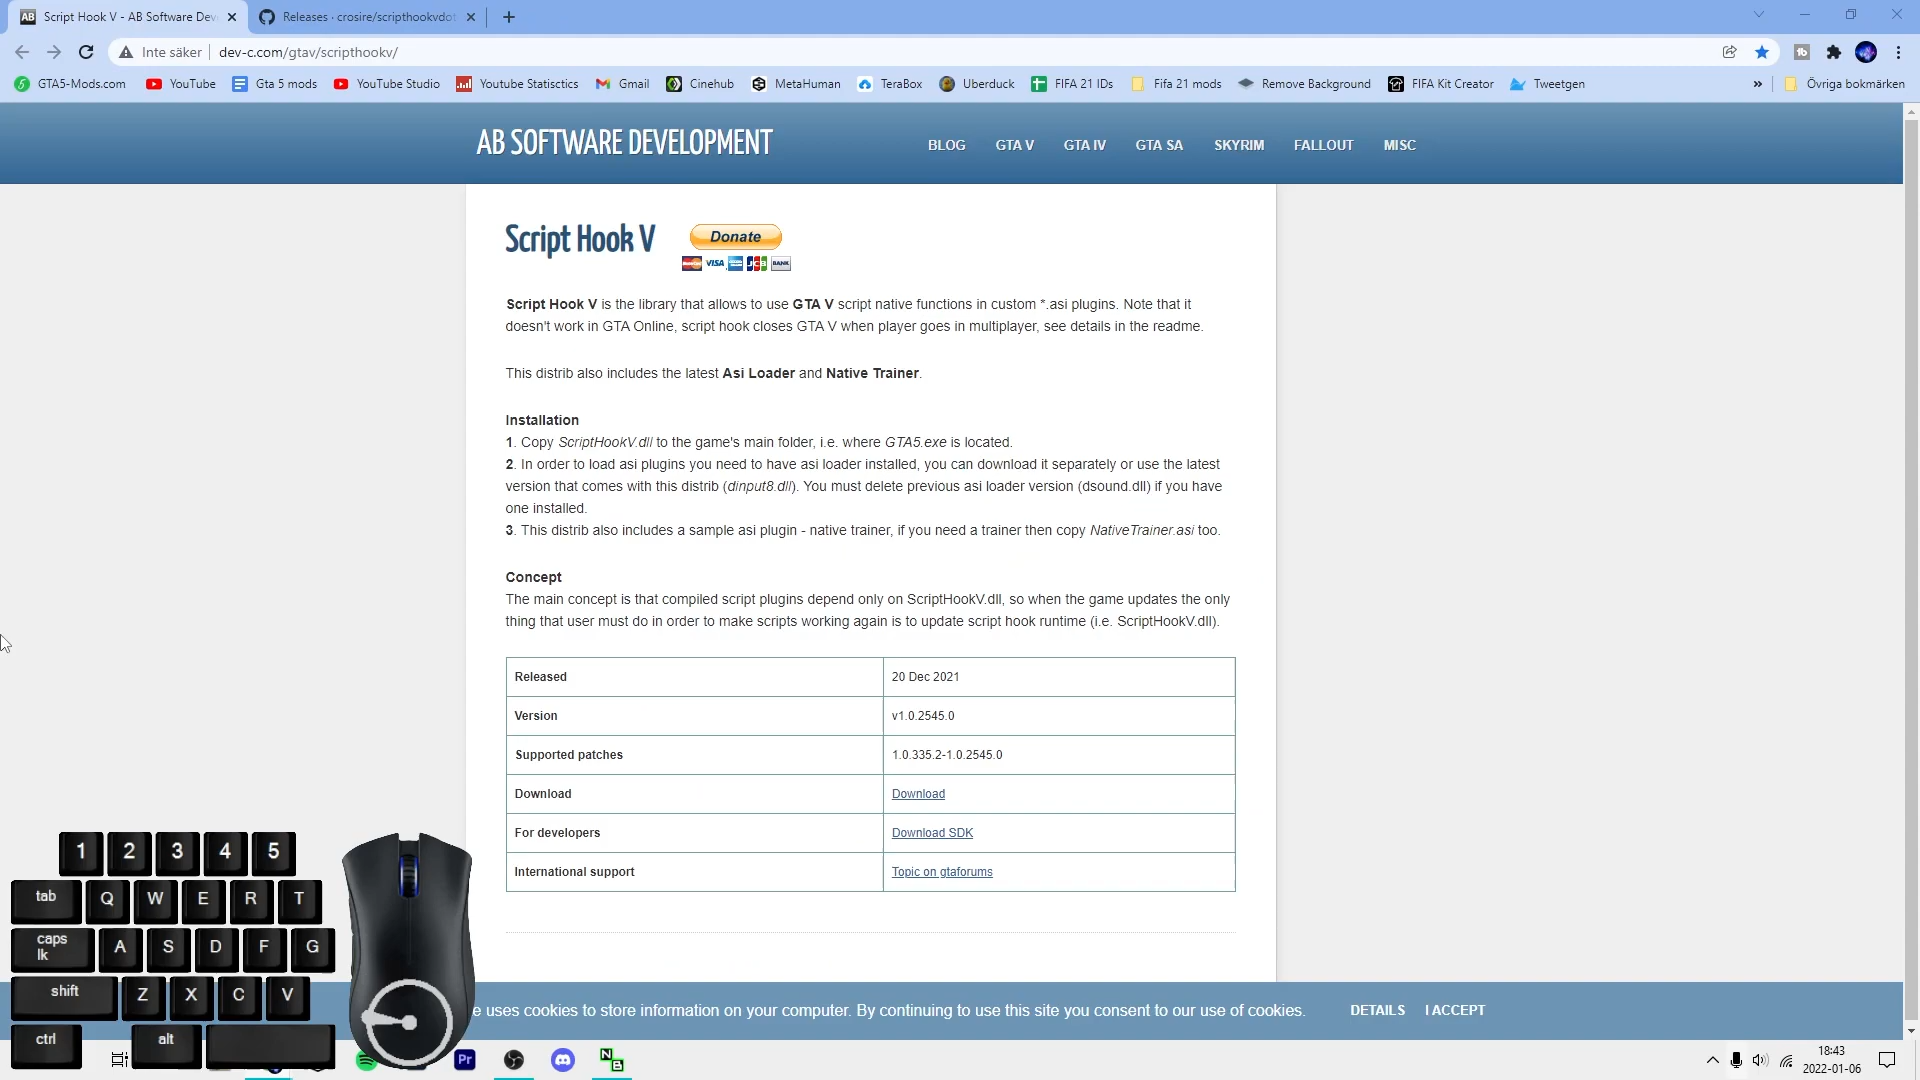 Script Hook V - AB Software Dev
Releases · crosire/scripthookvdot
Inte säker
dev-c.com/gtav/scripthookv/
GTA5-Mods.com
YouTube
Gta 5 mods
YouTube Studio
Youtube Statisctics
Gmail
Cinehub
MetaHuman
TeraBox
Uberduck
FIFA 21 IDs
Fifa 21 mods
Remove Background
FIFA Kit Creator
Tweetgen
»
Övriga bokmärken
AB SOFTWARE DEVELOPMENT
BLOG
GTA V
GTA IV
GTA SA
SKYRIM
FALLOUT
MISC
Script Hook V
Donate
VISA
JCB
BANK
Script Hook V is the library that allows to use GTA V script native functions in custom *.asi plugins. Note that it
doesn't work in GTA Online, script hook closes GTA V when player goes in multiplayer, see details in the readme.
This distrib also includes the latest Asi Loader and Native Trainer.
Installation
1. Copy ScriptHookV.dll to the game's main folder, i.e. where GTA5.exe is located.
2. In order to load asi plugins you need to have asi loader installed, you can download it separately or use the latest
version that comes with this distrib (dinput8.dll). You must delete previous asi loader version (dsound.dll) if you have
one installed.
3. This distrib also includes a sample asi plugin - native trainer, if you need a trainer then copy NativeTrainer.asi too.
Concept
The main concept is that compiled script plugins depend only on ScriptHookV.dll, so when the game updates the only
thing that user must do in order to make scripts working again is to update script hook runtime (i.e. ScriptHookV.dll).
Released 20 Dec 2021
Version v1.0.2545.0
Supported patches 1.0.335.2-1.0.2545.0
Download Download
For developers Download SDK
International support Topic on gtaforums
1 2 3 4 5
tab Q W E R T
caps
lk A S D F G
shift Z X C V
ctrl alt
e uses cookies to store information on your computer. By continuing to use this site you consent to our use of cookies.
DETAILS
I ACCEPT
Pr
18:43
2022-01-06